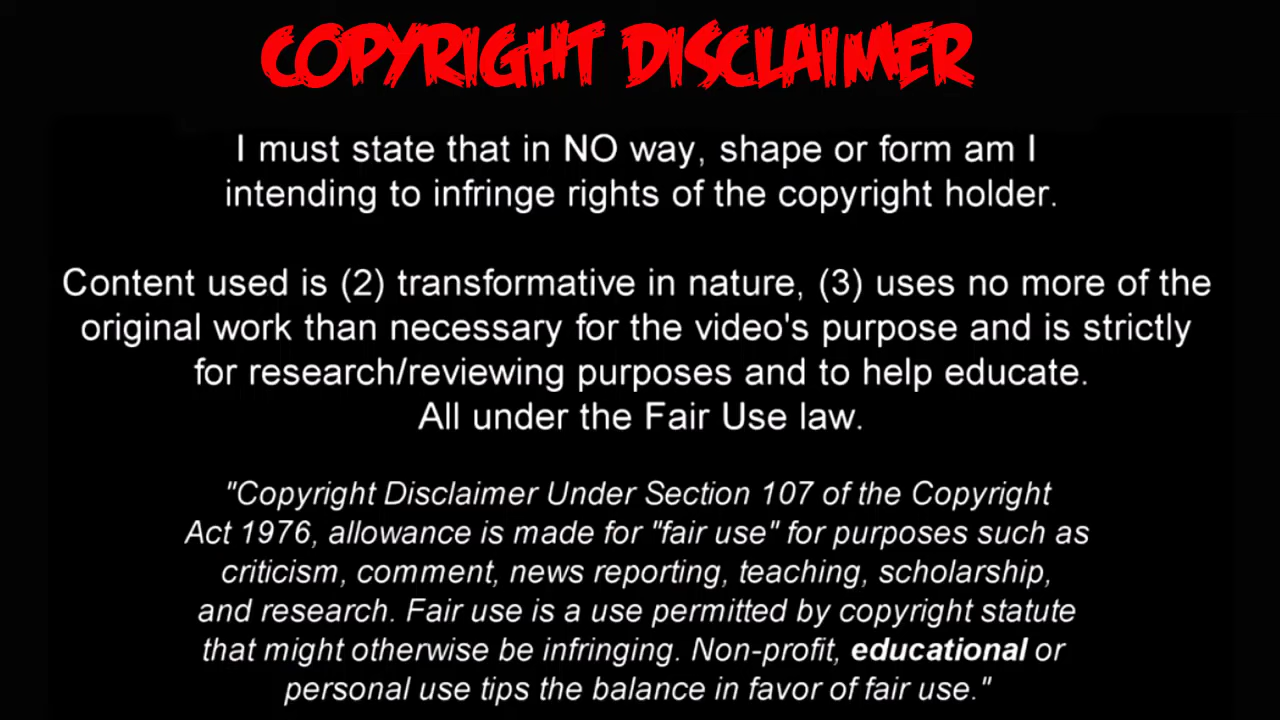 COPYRIGHT DISCLAIMER
I must state that in NO way, shape or form am I
intending to infringe rights of the copyright holder.
Content used is (2) transformative in nature, (3) uses no more of the
original work than necessary for the video's purpose and is strictly
for research/reviewing purposes and to help educate.
All under the Fair Use law.
"Copyright Disclaimer Under Section 107 of the Copyright
Act 1976, allowance is made for "fair use" for purposes such as
criticism, comment, news reporting, teaching, scholarship,
and research. Fair use is a use permitted by copyright statute
that might otherwise be infringing. Non-profit, educational or
personal use tips the balance in favor of fair use."